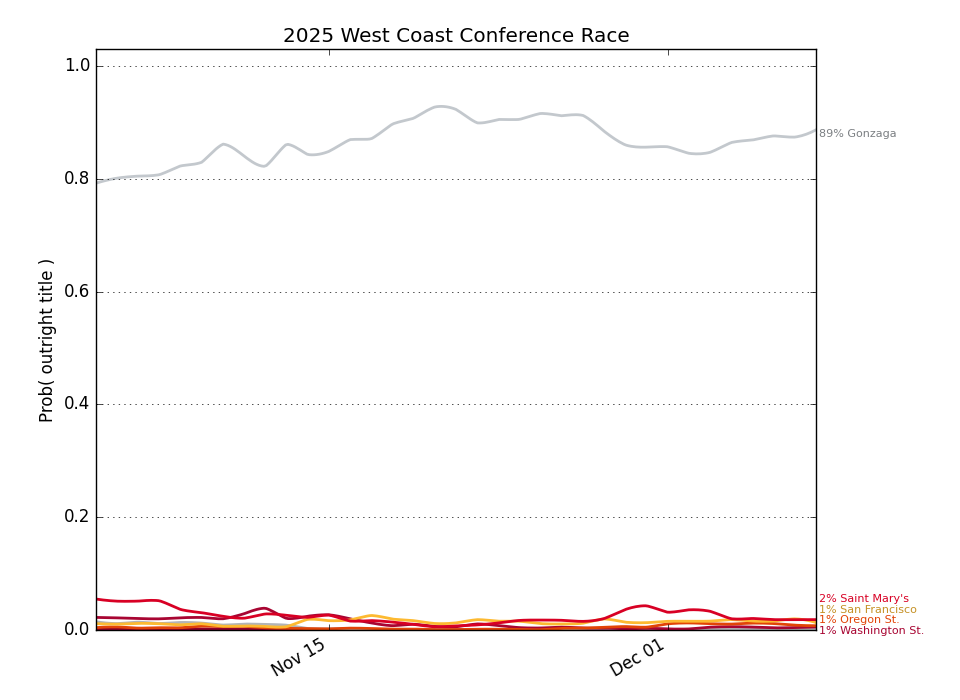 2025 West Coast Conference Race
1.0
0.8
0.6
0.4
0.2
0.0
Prob( outright title )
Nov 15
Dec 01
89% Gonzaga
2% Saint Mary's
1% San Francisco
1% Oregon St.
1% Washington St.